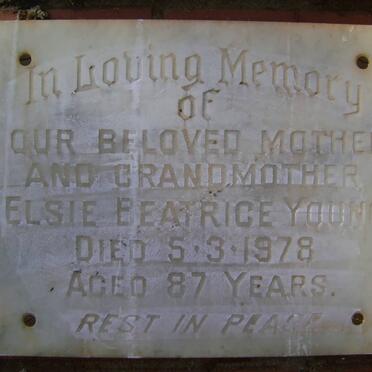 In Loving Memory
OF
OUR BELOVED MOTHER
AND GRANDMOTHER
ELSIE BEATRICE YOUNG
DIED 5·3·1978
AGED 87 YEARS.
REST IN PEACE